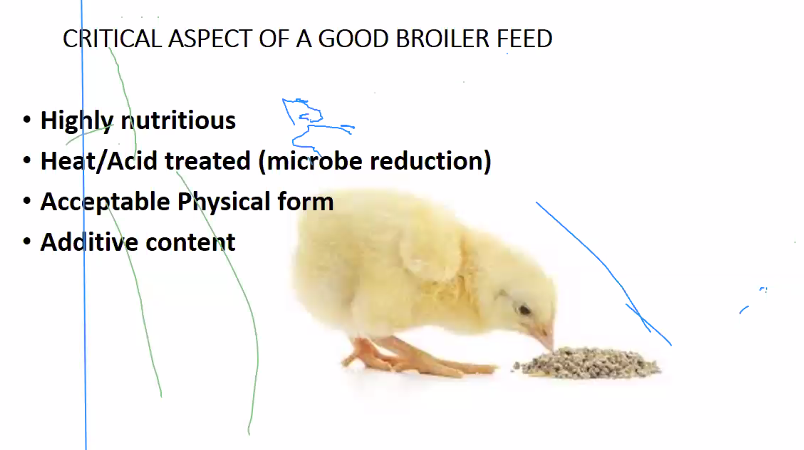 CRITICAL ASPECT OF A GOOD BROILER FEED
• Highly nutritious
• Heat/Acid treated (microbe reduction)
• Acceptable Physical form
• Additive content